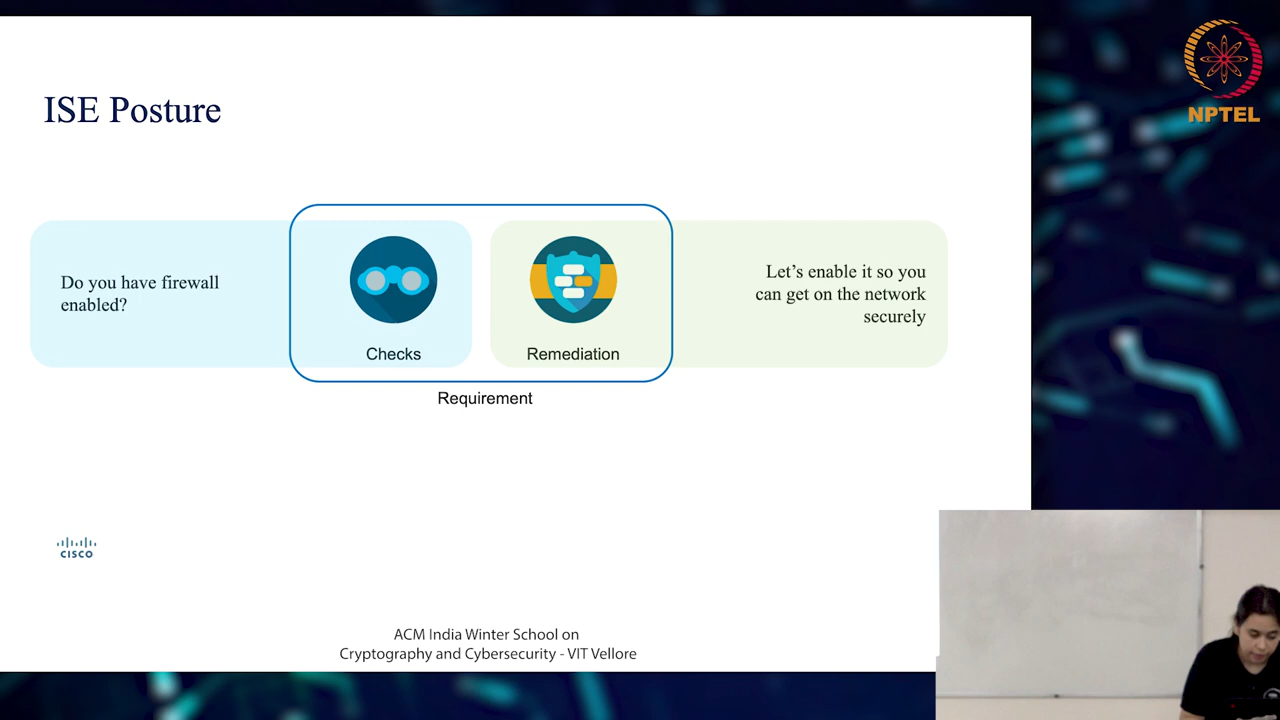 ISE Posture
NPTEL
Do you have firewall
enabled?
Checks
Remediation
Let’s enable it so you
can get on the network
securely
Requirement
CISCO
ACM India Winter School on
Cryptography and Cybersecurity - VIT Vellore